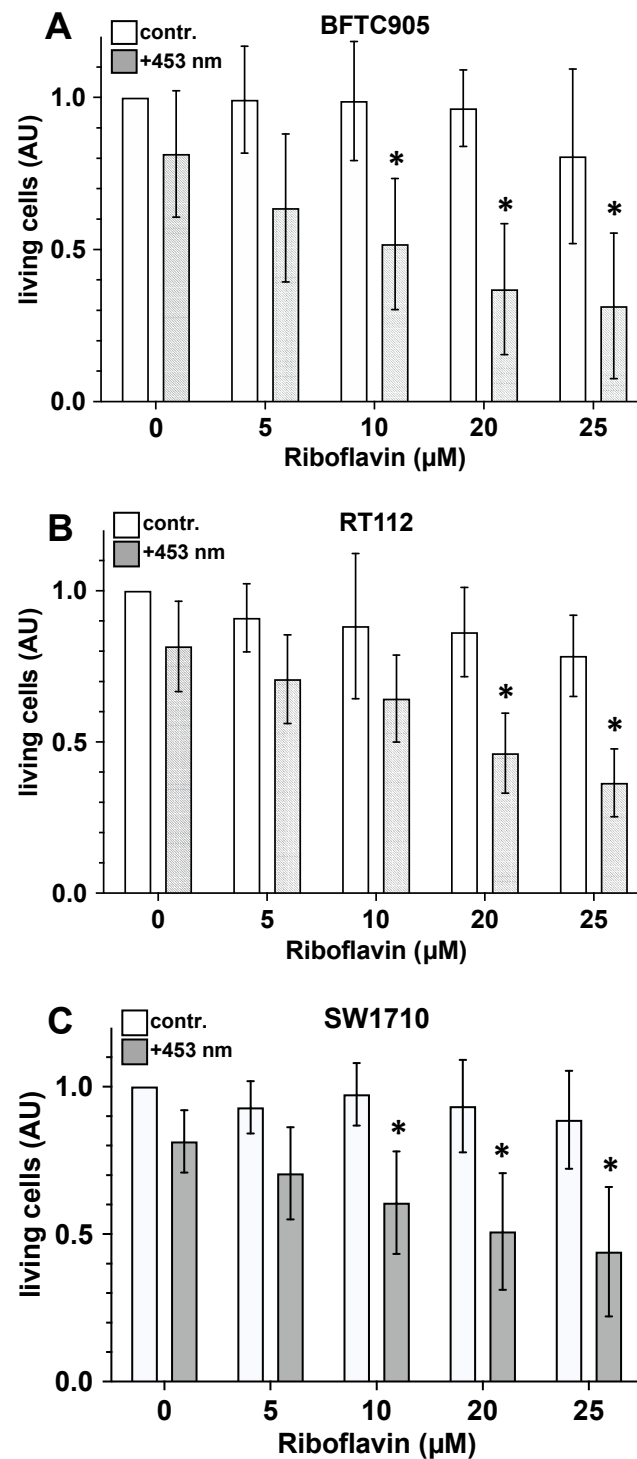 A
BFTC905
contr.
+453 nm
living cells (AU)
1.0
0.5
0.0
*
*
*
0 5 10 20 25
Riboflavin (µM)
B
RT112
contr.
+453 nm
living cells (AU)
1.0
0.5
0.0
*
*
0 5 10 20 25
Riboflavin (µM)
C
SW1710
contr.
+453 nm
living cells (AU)
1.0
0.5
0.0
*
*
*
0 5 10 20 25
Riboflavin (µM)